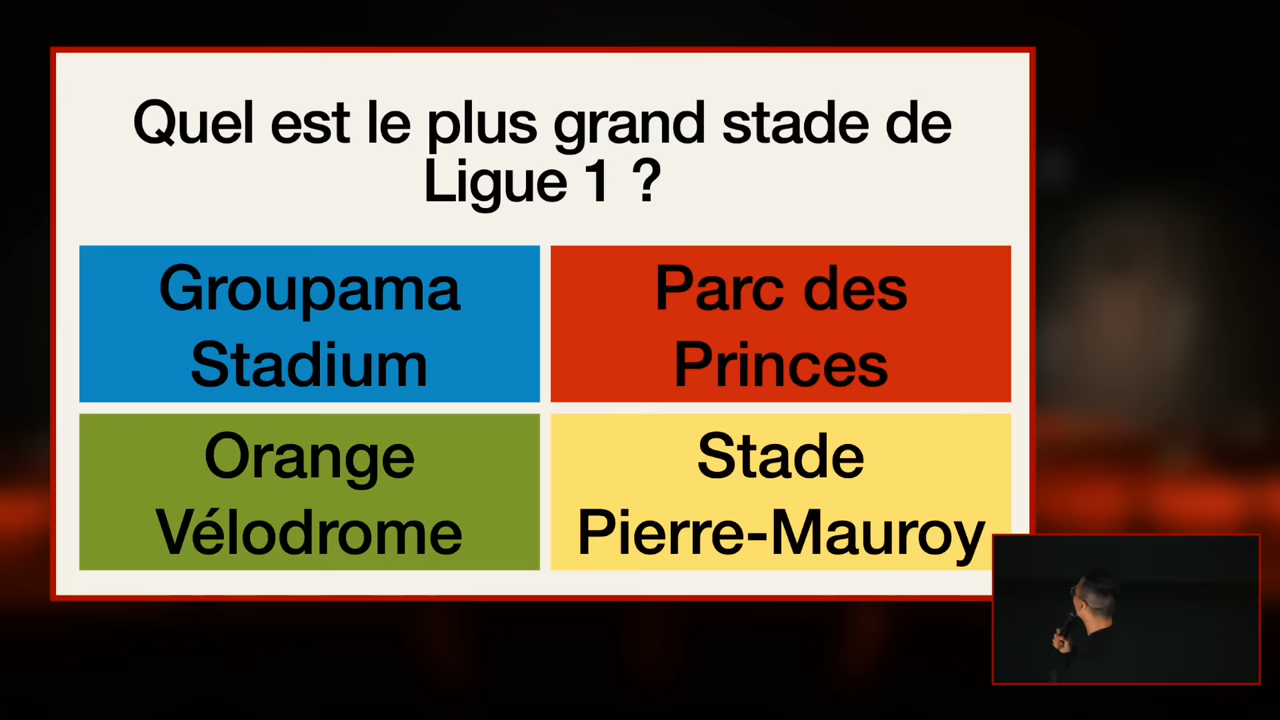 Quel est le plus grand stade de
Ligue 1 ?
Groupama
Stadium
Parc des
Princes
Orange
Vélodrome
Stade
Pierre-Mauroy